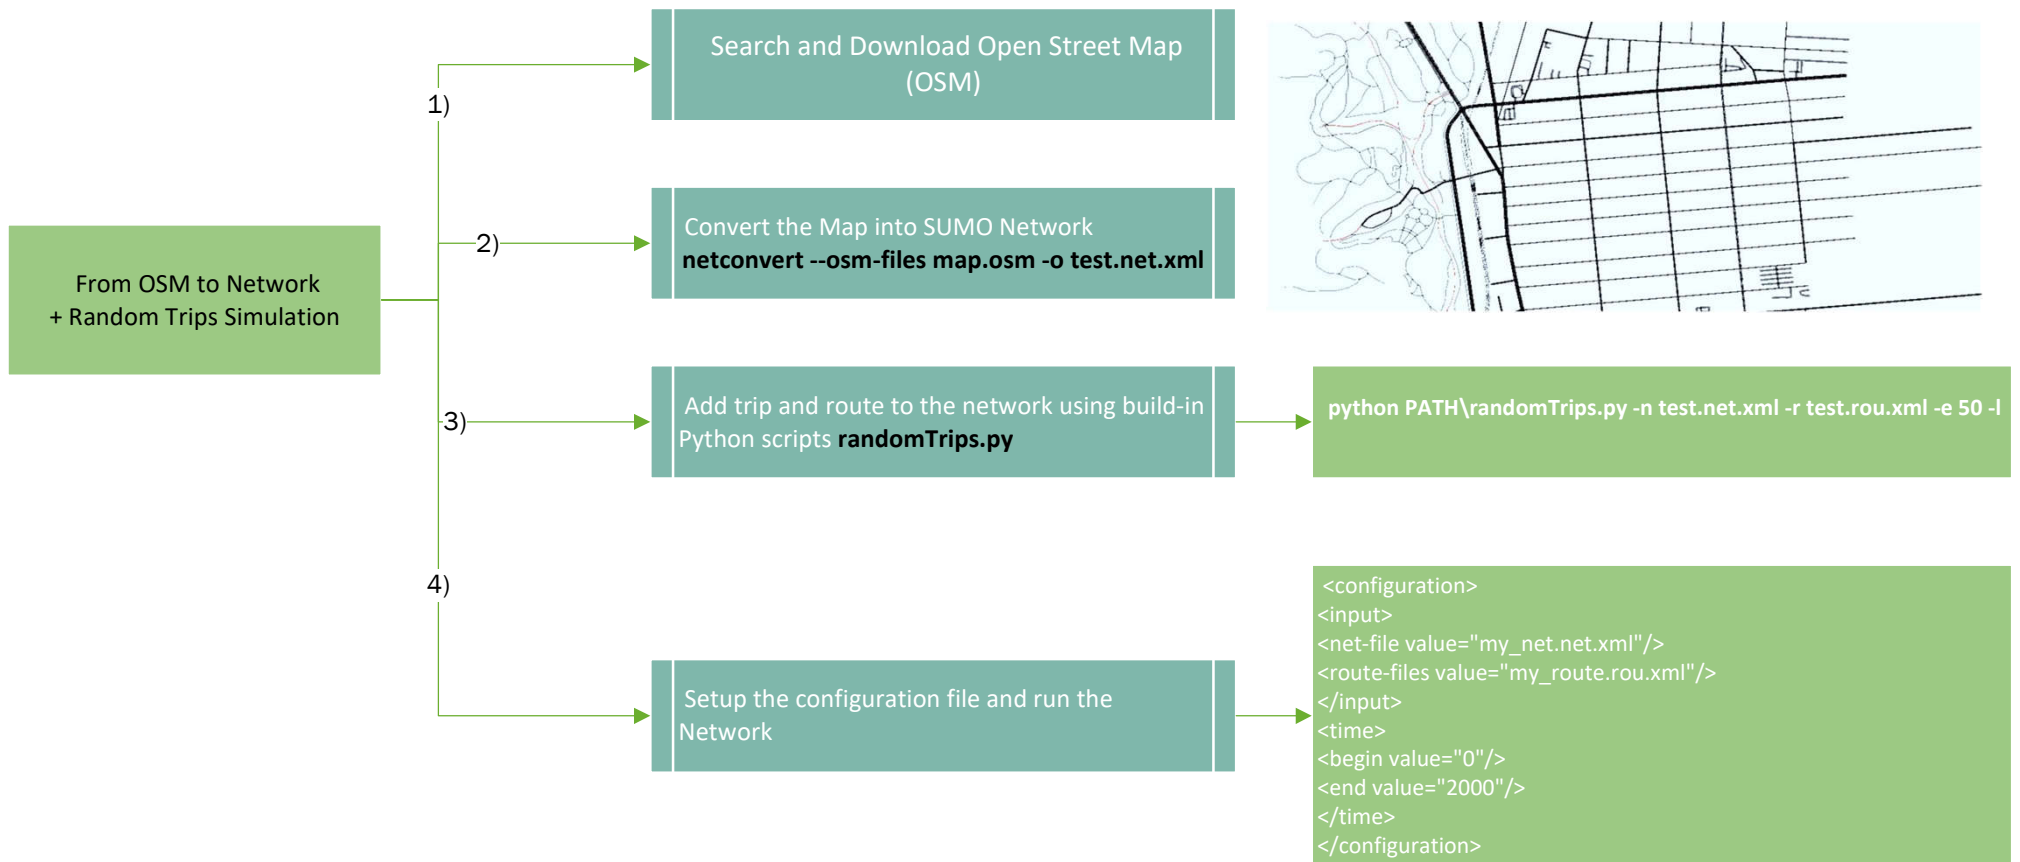 From OSM to Network
+ Random Trips Simulation
1)
Search and Download Open Street Map
(OSM)
2)
Convert the Map into SUMO Network
netconvert --osm-files map.osm -o test.net.xml
3)
Add trip and route to the network using build-in
Python scripts randomTrips.py
python PATH\randomTrips.py -n test.net.xml -r test.rou.xml -e 50 -l
4)
Setup the configuration file and run the
Network
<configuration>
<input>
<net-file value="my_net.net.xml"/>
<route-files value="my_route.rou.xml"/>
</input>
<time>
<begin value="0"/>
<end value="2000"/>
</time>
</configuration>